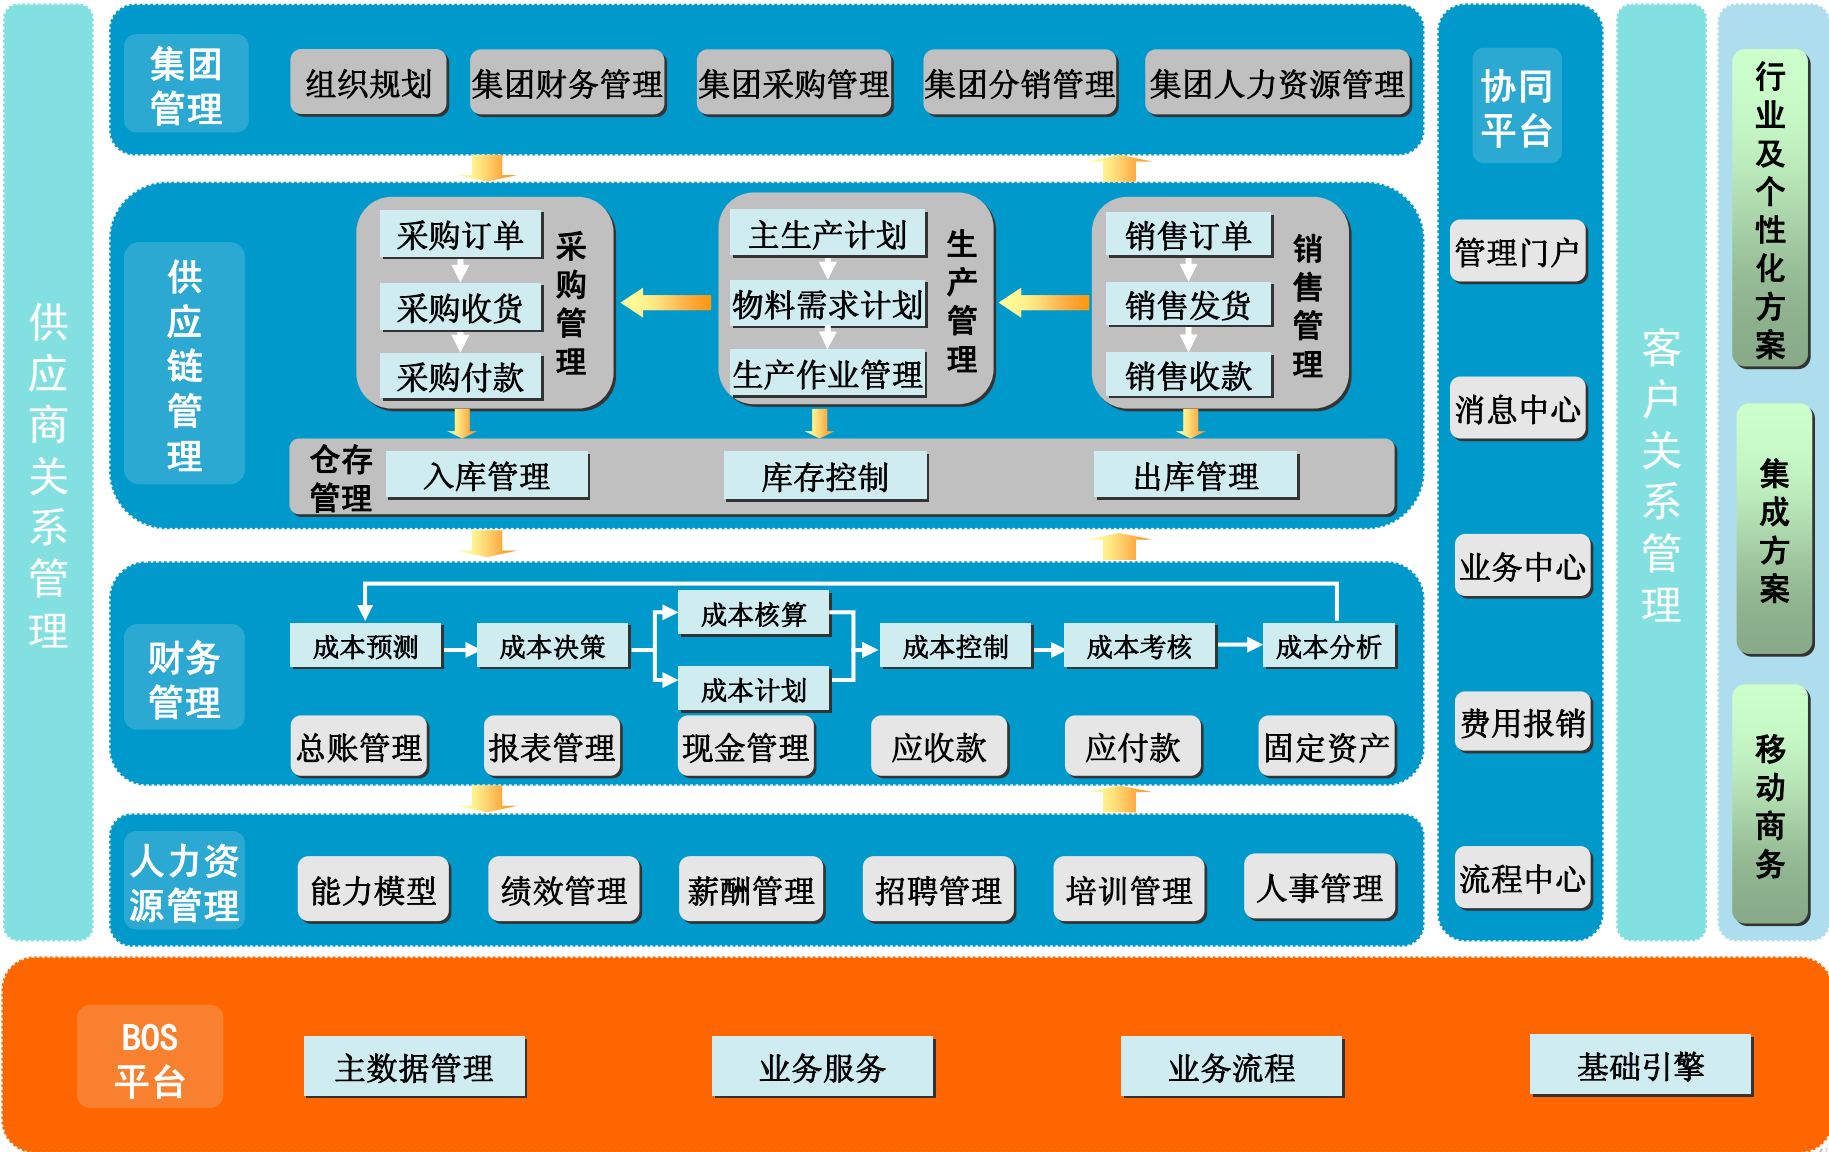 供应商关系管理
集团
管理
组织规划
集团财务管理
集团采购管理
集团分销管理
集团人力资源管理
供应链管理
采购订单
采购收货
采购付款
采购管理
主生产计划
物料需求计划
生产作业管理
生产管理
销售订单
销售发货
销售收款
销售管理
仓存
管理
入库管理
库存控制
出库管理
财务
管理
成本预测
成本决策
成本核算
成本计划
成本控制
成本考核
成本分析
总账管理
报表管理
现金管理
应收款
应付款
固定资产
人力资
源管理
能力模型
绩效管理
薪酬管理
招聘管理
培训管理
人事管理
协同
平台
管理门户
消息中心
业务中心
费用报销
流程中心
客户关系管理
行业及个性化方案
集成方案
移动商务
BOS
平台
主数据管理
业务服务
业务流程
基础引擎